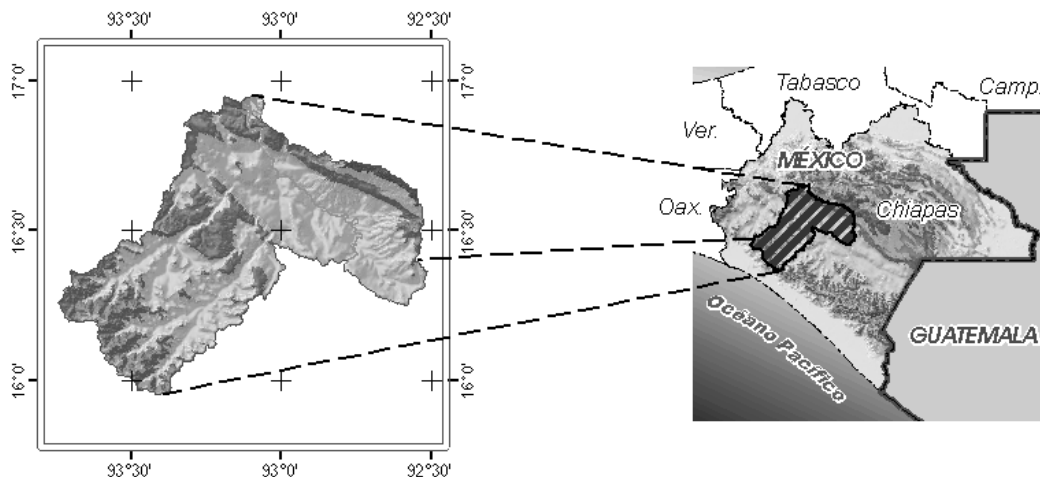 93°30' 93°0' 92°30'
17°0'
16°30'
16°0'
17°0'
16°30'
16°0'
93°30' 93°0' 92°30'
Tabasco
Camp.
Ver.
MÉXICO
Oax.
Chiapas
Océano Pacífico
GUATEMALA